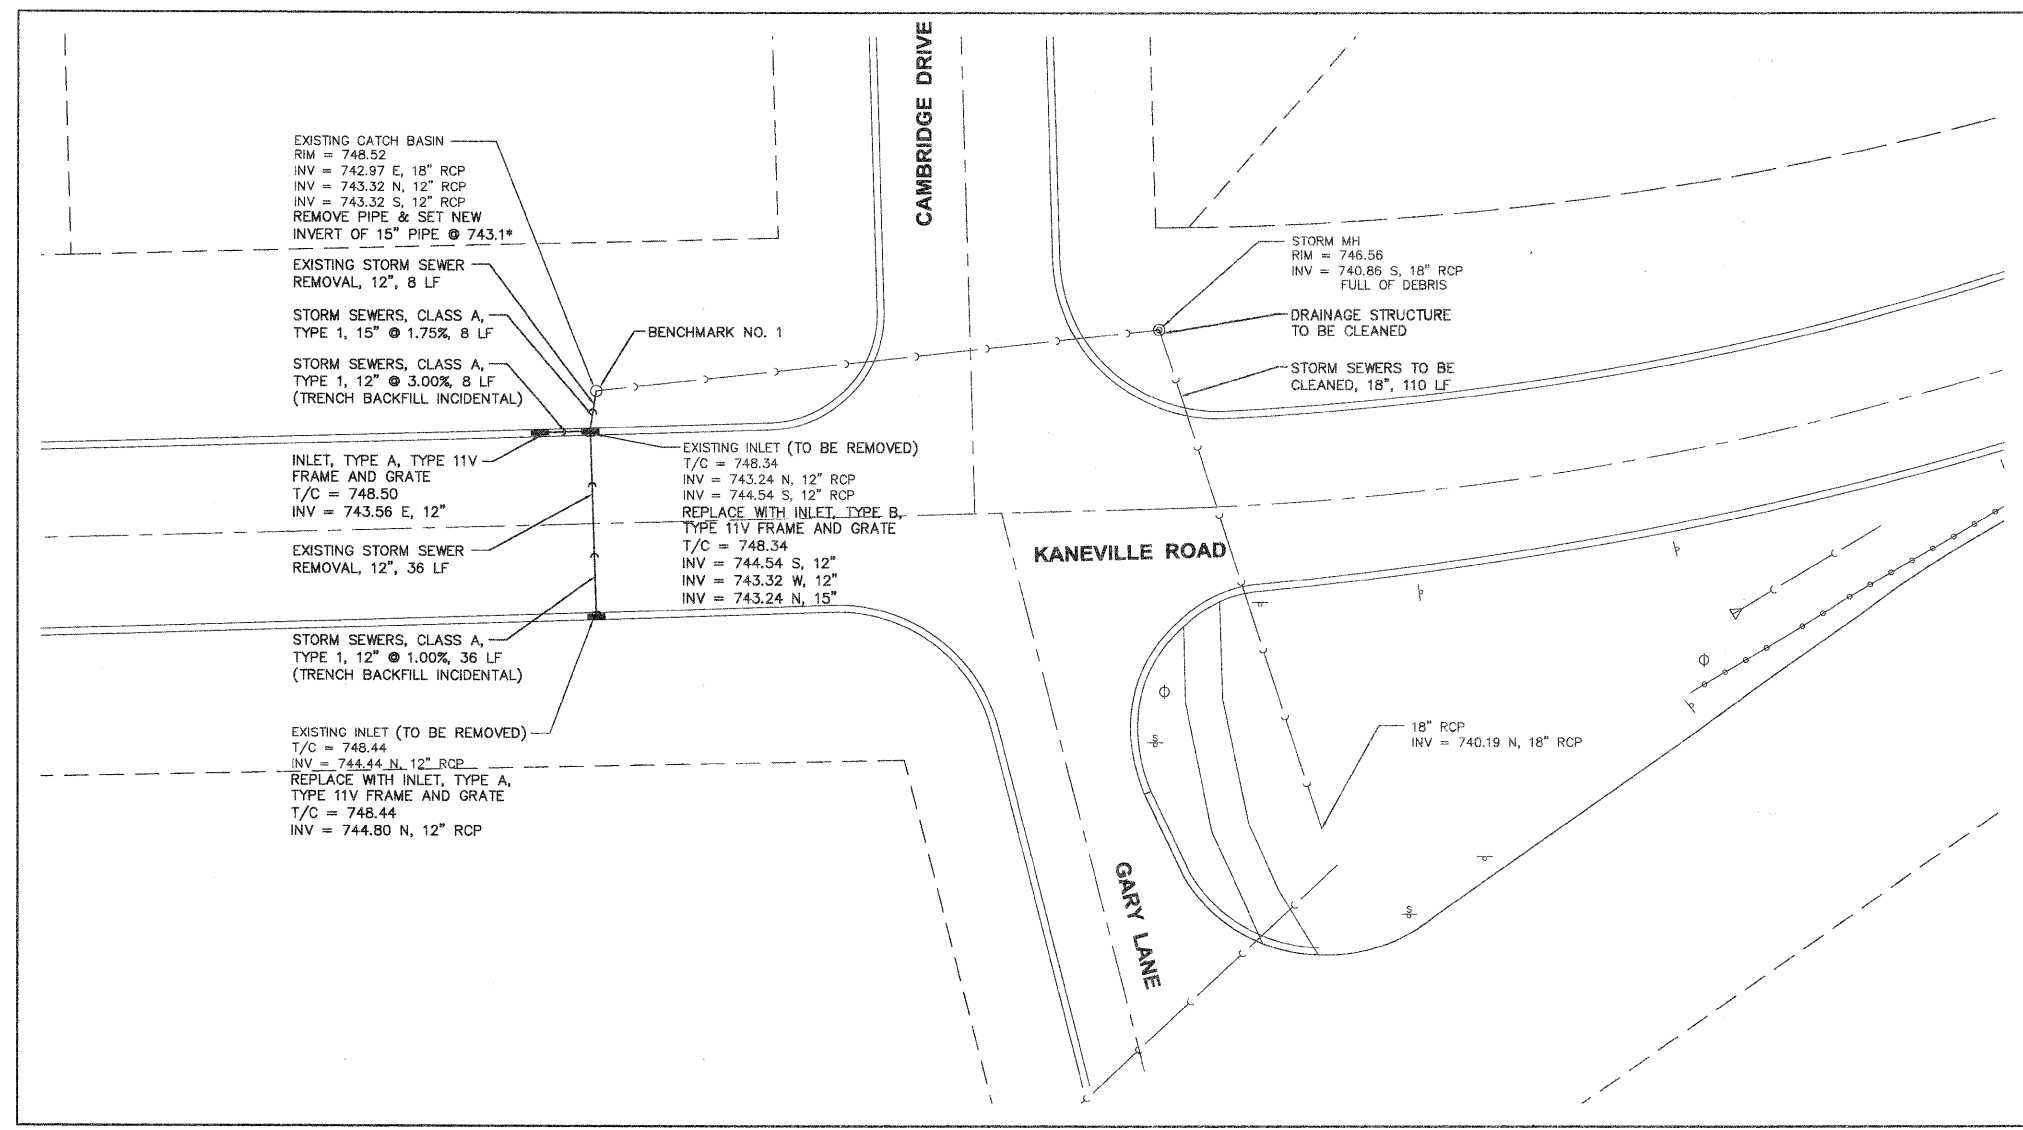 CAMBRIDGE DRIVE
EXISTING CATCH BASIN
RIM = 748.52
INV = 742.97 E, 18" RCP
INV = 743.32 N, 12" RCP
INV = 743.32 S, 12" RCP
REMOVE PIPE & SET NEW
INVERT OF 15" PIPE @ 743.1*
EXISTING STORM SEWER
REMOVAL, 12", 8 LF
STORM SEWERS, CLASS A,
TYPE 1, 15" @ 1.75%, 8 LF
STORM SEWERS, CLASS A,
TYPE 1, 12" @ 3.00%, 8 LF
(TRENCH BACKFILL INCIDENTAL)
BENCHMARK NO. 1
STORM MH
RIM = 746.56
INV = 740.86 S, 18" RCP
FULL OF DEBRIS
DRAINAGE STRUCTURE
TO BE CLEANED
STORM SEWERS TO BE
CLEANED, 18", 110 LF
INLET, TYPE A, TYPE 11V
FRAME AND GRATE
T/C = 748.50
INV = 743.56 E, 12"
EXISTING INLET (TO BE REMOVED)
T/C = 748.34
INV = 743.24 N, 12" RCP
INV = 744.54 S, 12" RCP
REPLACE WITH INLET, TYPE B,
TYPE 11V FRAME AND GRATE
T/C = 748.34
INV = 744.54 S, 12"
INV = 743.32 W, 12"
INV = 743.24 N, 15"
EXISTING STORM SEWER
REMOVAL, 12", 36 LF
KANEVILLE ROAD
STORM SEWERS, CLASS A,
TYPE 1, 12" @ 1.00%, 36 LF
(TRENCH BACKFILL INCIDENTAL)
EXISTING INLET (TO BE REMOVED)
T/C = 748.44
INV = 744.44 N, 12" RCP
REPLACE WITH INLET, TYPE A,
TYPE 11V FRAME AND GRATE
T/C = 748.44
INV = 744.80 N, 12" RCP
18" RCP
INV = 740.19 N, 18" RCP
GARY LANE